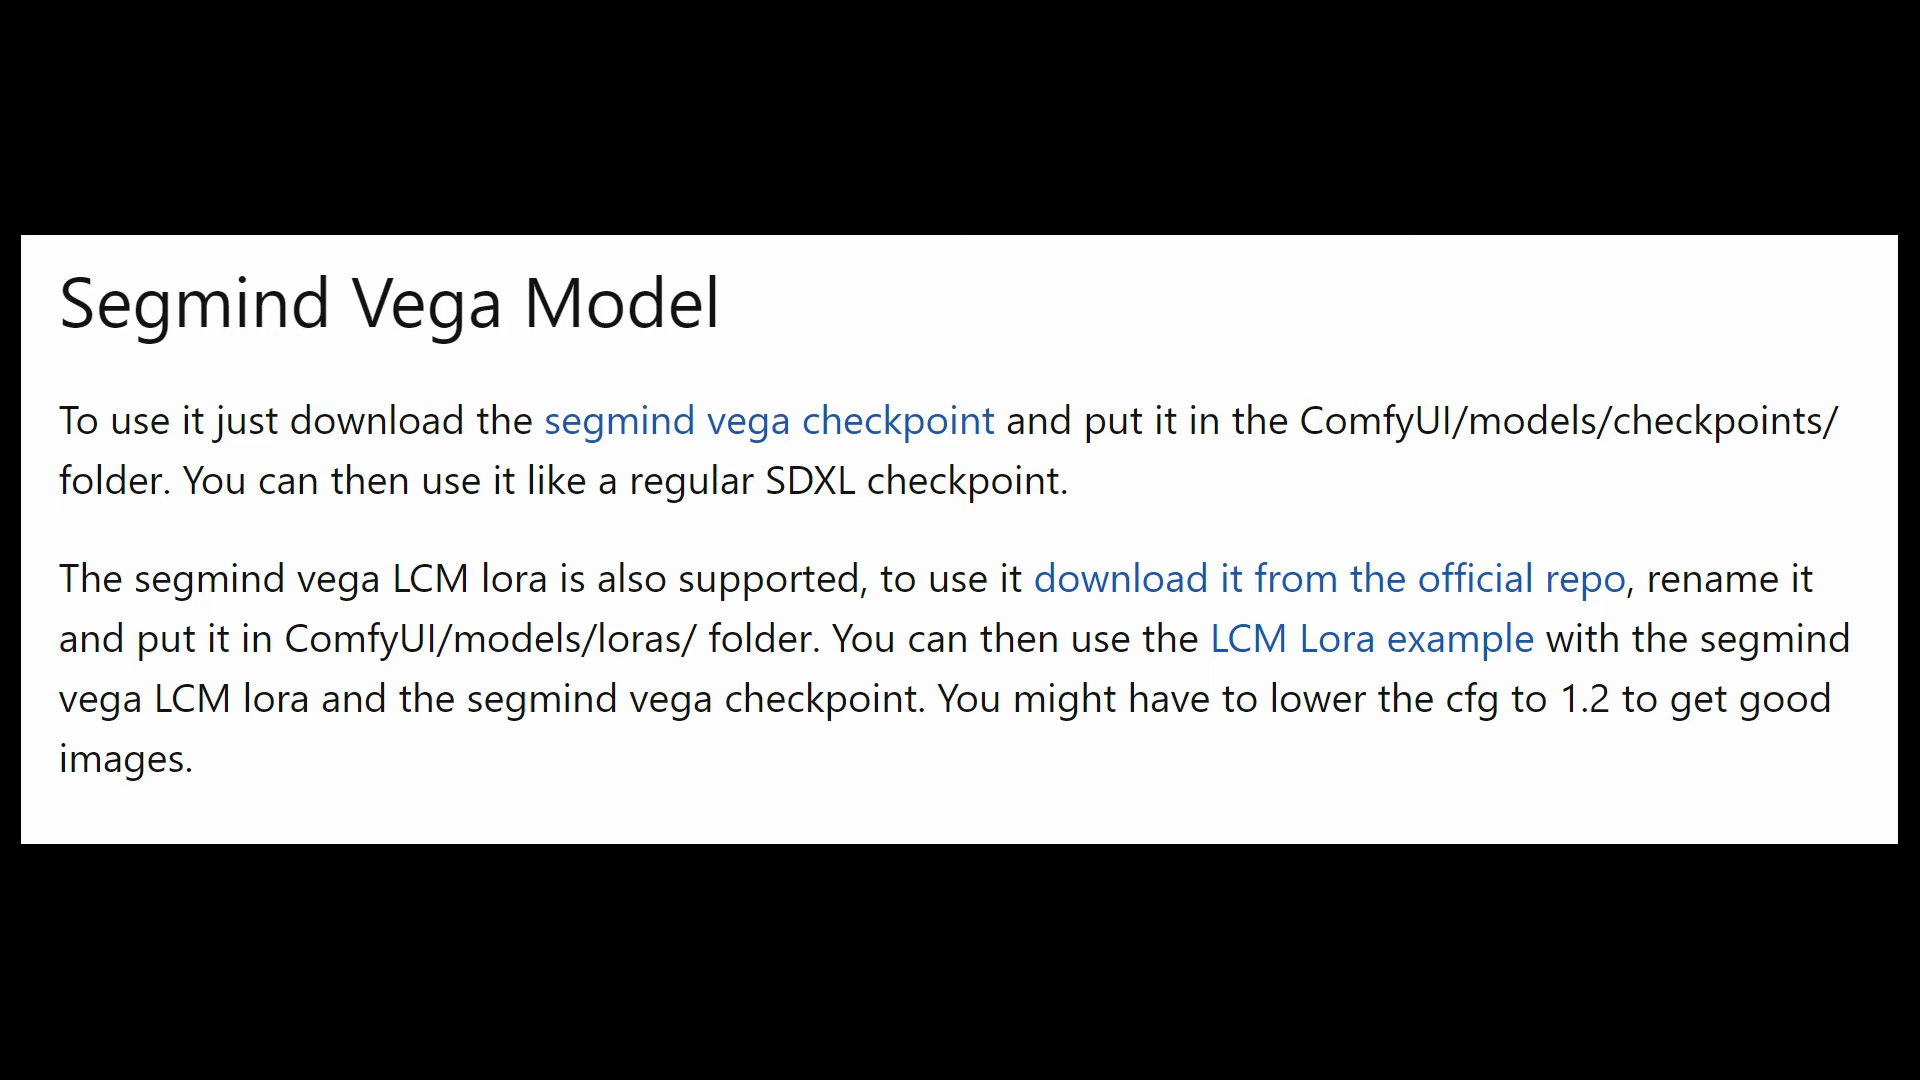 Segmind Vega Model
To use it just download the segmind vega checkpoint and put it in the ComfyUI/models/checkpoints/
folder. You can then use it like a regular SDXL checkpoint.
The segmind vega LCM lora is also supported, to use it download it from the official repo, rename it
and put it in ComfyUI/models/loras/ folder. You can then use the LCM Lora example with the segmind
vega LCM lora and the segmind vega checkpoint. You might have to lower the cfg to 1.2 to get good
images.